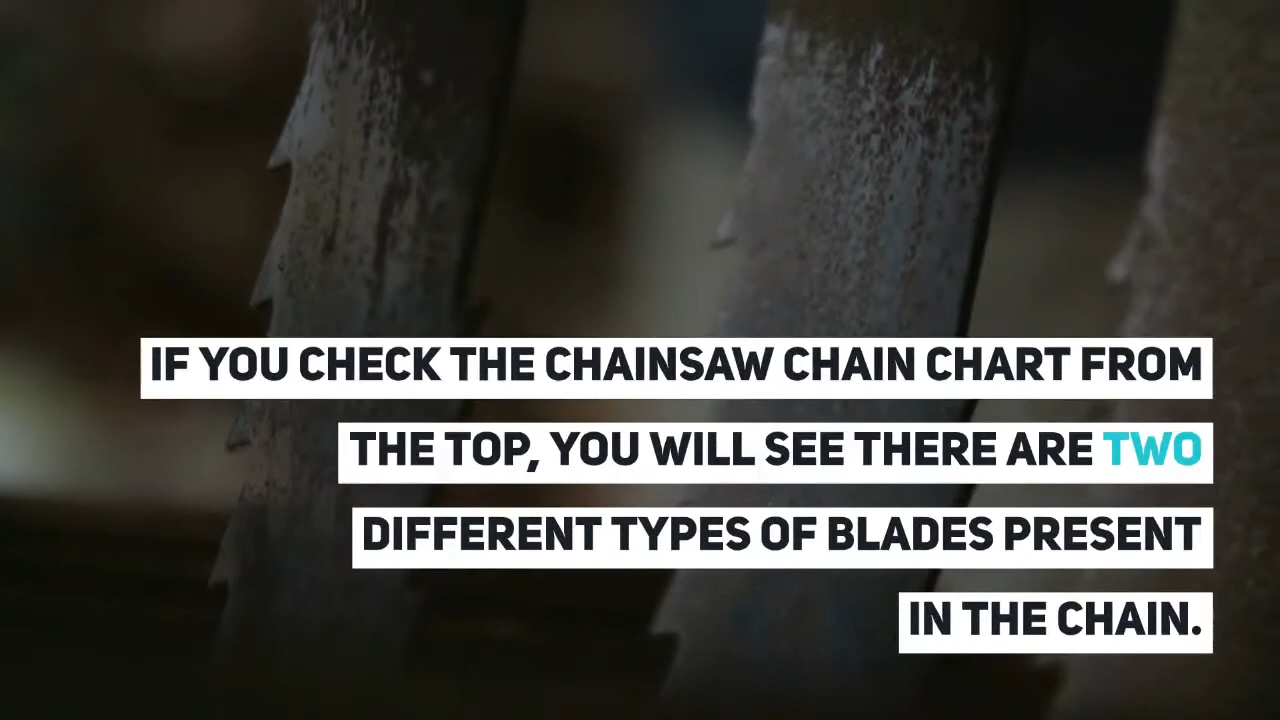 IF YOU CHECK THE CHAINSAW CHAIN CHART FROM
THE TOP, YOU WILL SEE THERE ARE TWO
DIFFERENT TYPES OF BLADES PRESENT
IN THE CHAIN.